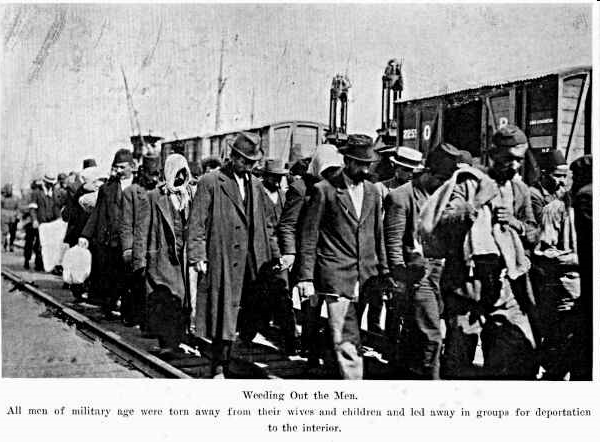 Weeding Out the Men.
All men of military age were torn away from their wives and children and led away in groups for deportation
to the interior.